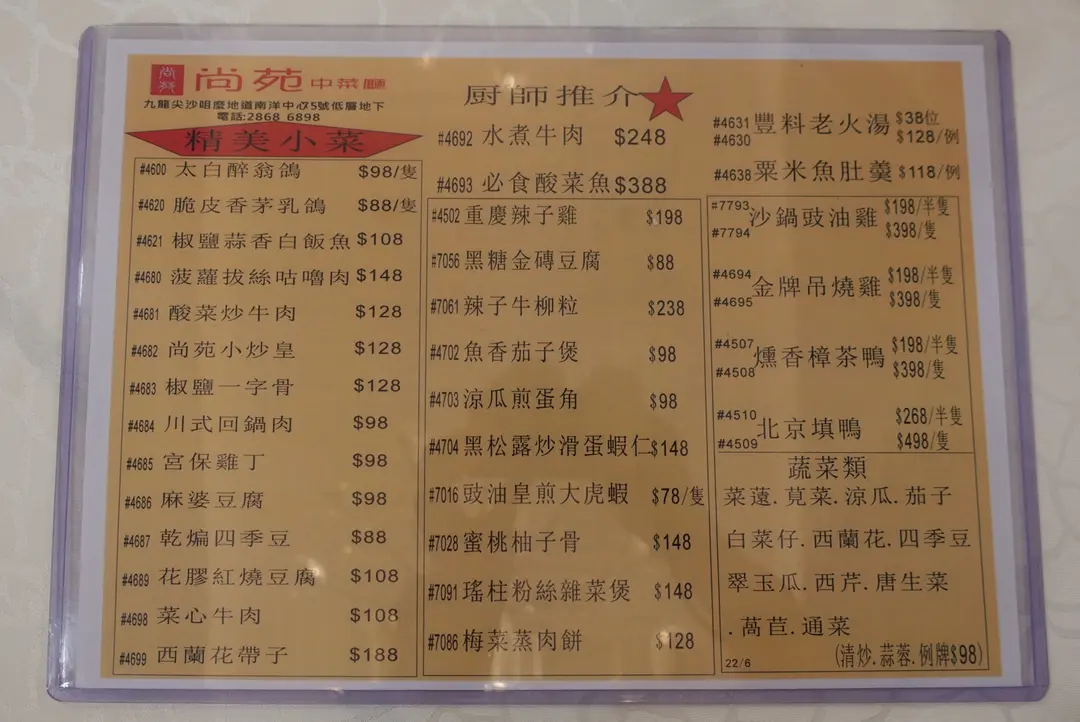 尚苑
尚苑中菜廳
九龍尖沙咀麼地道南洋中心5號低層地下
電話:2868 6898
精美小菜
#4600 太白醉翁鴿 $98/隻
#4620 脆皮香茅乳鴿 $88/隻
#4621 椒鹽蒜香白飯魚 $108
#4680 菠蘿拔絲咕嚕肉 $148
#4681 酸菜炒牛肉 $128
#4682 尚苑小炒皇 $128
#4683 椒鹽一字骨 $128
#4684 川式回鍋肉 $98
#4685 宮保雞丁 $98
#4686 麻婆豆腐 $98
#4687 乾煸四季豆 $88
#4689 花膠紅燒豆腐 $108
#4698 菜心牛肉 $108
#4699 西蘭花帶子 $188
厨師推介
#4692 水煮牛肉 $248
#4693 必食酸菜魚 $388
#4502 重慶辣子雞 $198
#7056 黑糖金磚豆腐 $88
#7061 辣子牛柳粒 $238
#4702 魚香茄子煲 $98
#4703 涼瓜煎蛋角 $98
#4704 黑松露炒滑蛋蝦仁 $148
#7016 豉油皇煎大虎蝦 $78/隻
#7028 蜜桃柚子骨 $148
#7091 瑤柱粉絲雜菜煲 $148
#7086 梅菜蒸肉餅 $128
#4631 豐料老火湯 $38位
#4630 $128/例
#4638 粟米魚肚羹 $118/例
#7793 沙鍋豉油雞 $198/半隻
#7794 $398/隻
#4694 金牌吊燒雞 $198/半隻
#4695 $398/隻
#4507 燻香樟茶鴨 $198/半隻
#4508 $398/隻
#4510 北京填鴨 $268/半隻
#4509 $498/隻
蔬菜類
菜薳.莧菜.涼瓜.茄子
白菜仔.西蘭花.四季豆
翠玉瓜.西芹.唐生菜
.萵苣.通菜
(清炒.蒜蓉.例牌$98)
22/6